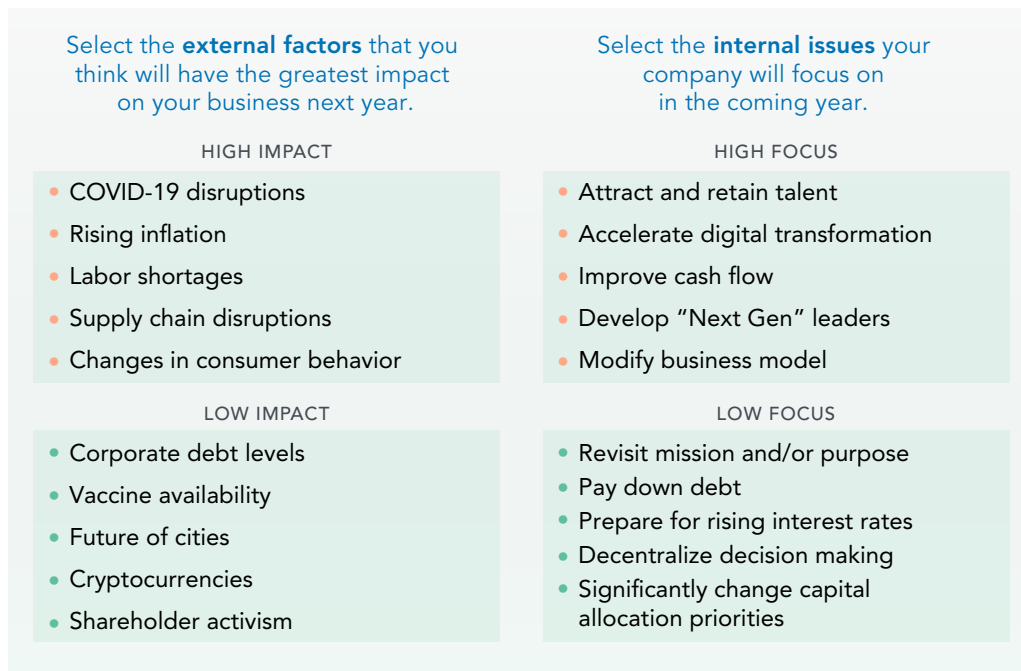 Select the external factors that you
think will have the greatest impact
on your business next year.
HIGH IMPACT
• COVID-19 disruptions
• Rising inflation
• Labor shortages
• Supply chain disruptions
• Changes in consumer behavior
LOW IMPACT
• Corporate debt levels
• Vaccine availability
• Future of cities
• Cryptocurrencies
• Shareholder activism
Select the internal issues your
company will focus on
in the coming year.
HIGH FOCUS
• Attract and retain talent
• Accelerate digital transformation
• Improve cash flow
• Develop “Next Gen” leaders
• Modify business model
LOW FOCUS
• Revisit mission and/or purpose
• Pay down debt
• Prepare for rising interest rates
• Decentralize decision making
• Significantly change capital
allocation priorities